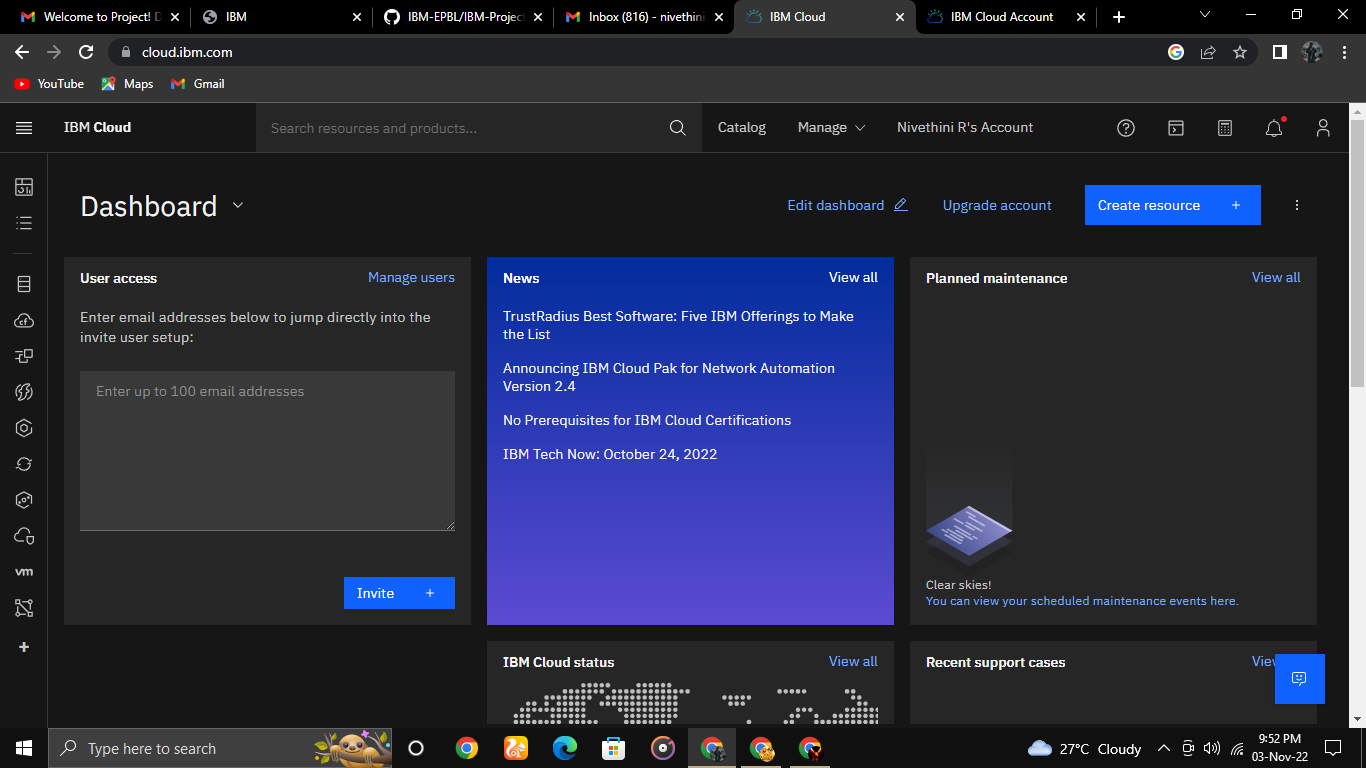 Welcome to Project! D
IBM
IBM-EPBL/IBM-Project
Inbox (816) - nivethini
IBM Cloud
IBM Cloud Account
cloud.ibm.com
YouTube
Maps
Gmail
IBM Cloud
Search resources and products...
Catalog
Manage
Nivethini R's Account
Dashboard
Edit dashboard
Upgrade account
Create resource
User access
Manage users
Enter email addresses below to jump directly into the
invite user setup:
Enter up to 100 email addresses
Invite
News
View all
TrustRadius Best Software: Five IBM Offerings to Make
the List
Announcing IBM Cloud Pak for Network Automation
Version 2.4
No Prerequisites for IBM Cloud Certifications
IBM Tech Now: October 24, 2022
Planned maintenance
View all
Clear skies!
You can view your scheduled maintenance events here.
vm
IBM Cloud status
View all
Recent support cases
View
Type here to search
27°C Cloudy
9:52 PM
03-Nov-22